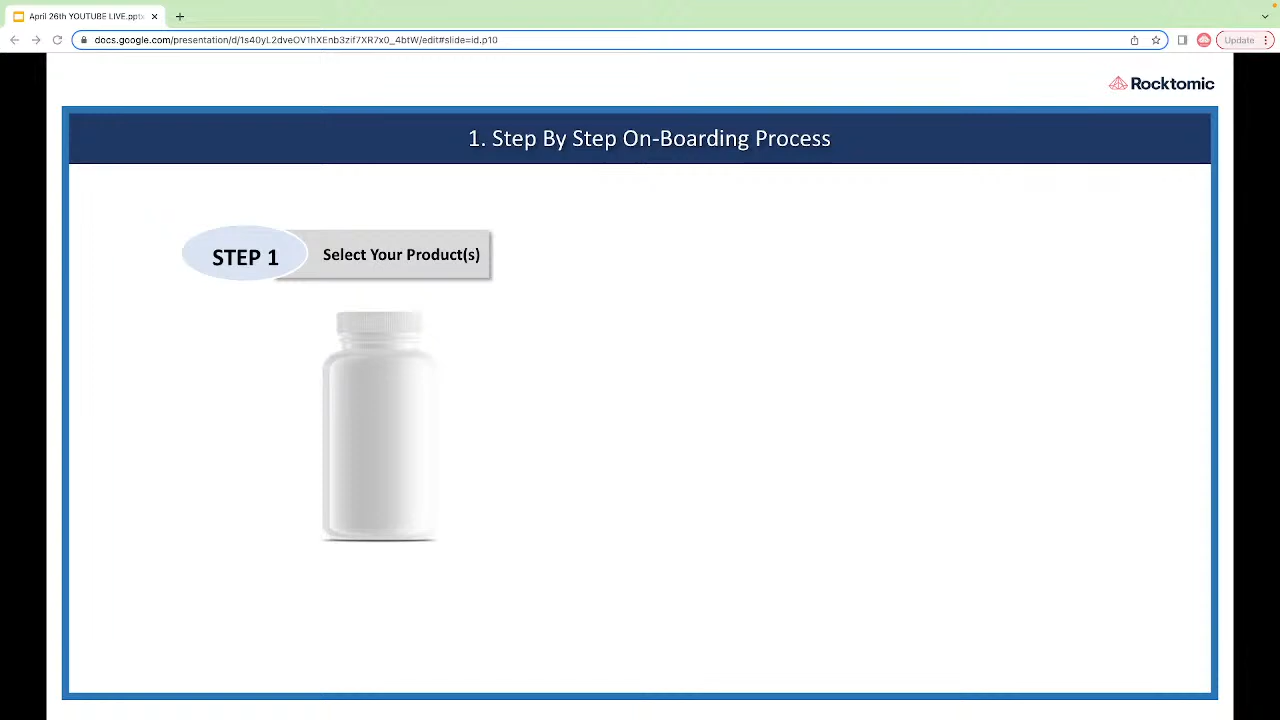 April 26th YOUTUBE LIVE.pptx
docs.google.com/presentation/d/1s40yL2dveOV1hXEnb3zif7XR7x0_4btW/edit#slide=id.p10
Update
Rocktomic
1. Step By Step On-Boarding Process
STEP 1
Select Your Product(s)